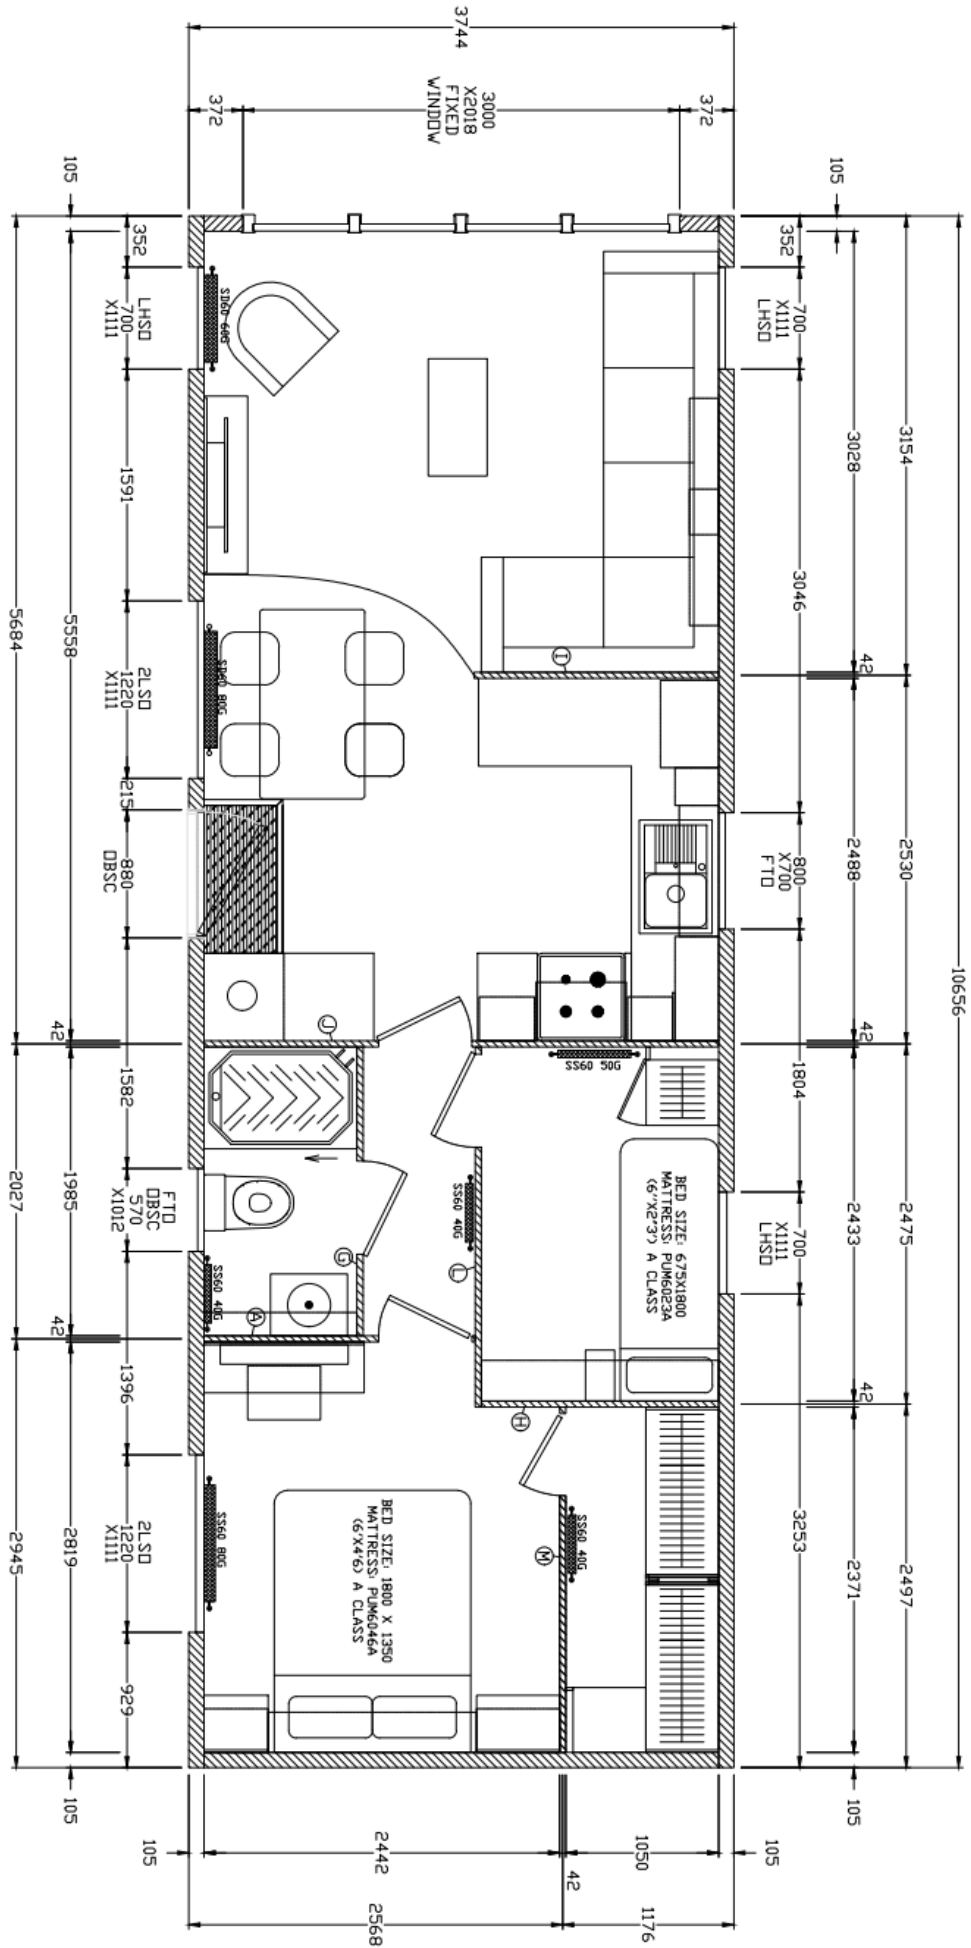 10656
3154
2530
2475
2497
105
3028
42
2488
42
2433
42
2371
105
352
700
X1111
LHSO
3046
800
X700
FTO
1804
700
X1111
LHSO
3253
3744
372
3000
X2018
FIXED
WINDOW
372
I
SS60 50G
BED SIZE: 675X1800
MATTRESS: PUM6023A
(6''X2''3') A CLASS
SS60 40G
L
H
SS60 40G
M
J
G
A
BED SIZE: 1800 X 1350
MATTRESS: PUM6046A
(6'X4'6) A CLASS
SD60 60G
SD60 80G
SS60 40G
SS60 80G
105
1050
42
2442
105
1176
2568
352
LHSO
700
X1111
1591
2LSO
1220
X1111
215
880
OBSC
1582
FTO
OBSC
570
X1012
1396
2LSO
1220
X1111
929
105
5558
42
1985
42
2819
105
5684
2027
2945